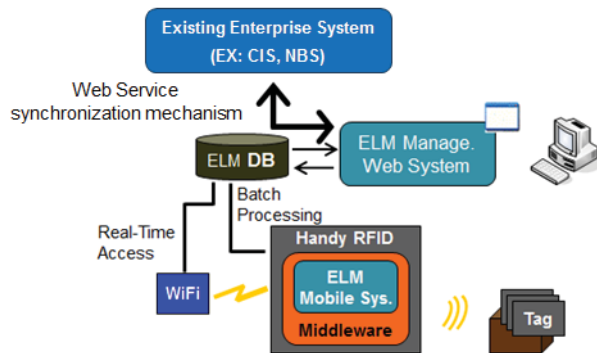 Existing Enterprise System
(EX: CIS, NBS)
Web Service
synchronization mechanism
ELM DB
ELM Manage.
Web System
Batch
Processing
Real-Time
Access
Handy RFID
WiFi
ELM
Mobile Sys.
Middleware
Tag